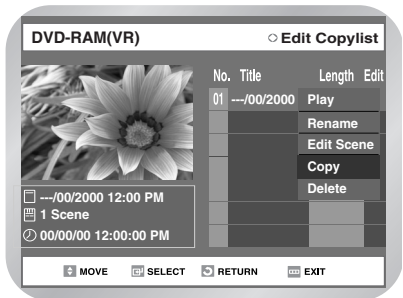 DVD-RAM(VR) Edit Copylist
No. Title Length Edit
01 ---/00/2000 Play
Rename
Edit Scene
Copy
Delete
---/00/2000 12:00 PM
1 Scene
00/00/00 12:00:00 PM
MOVE SELECT RETURN EXIT